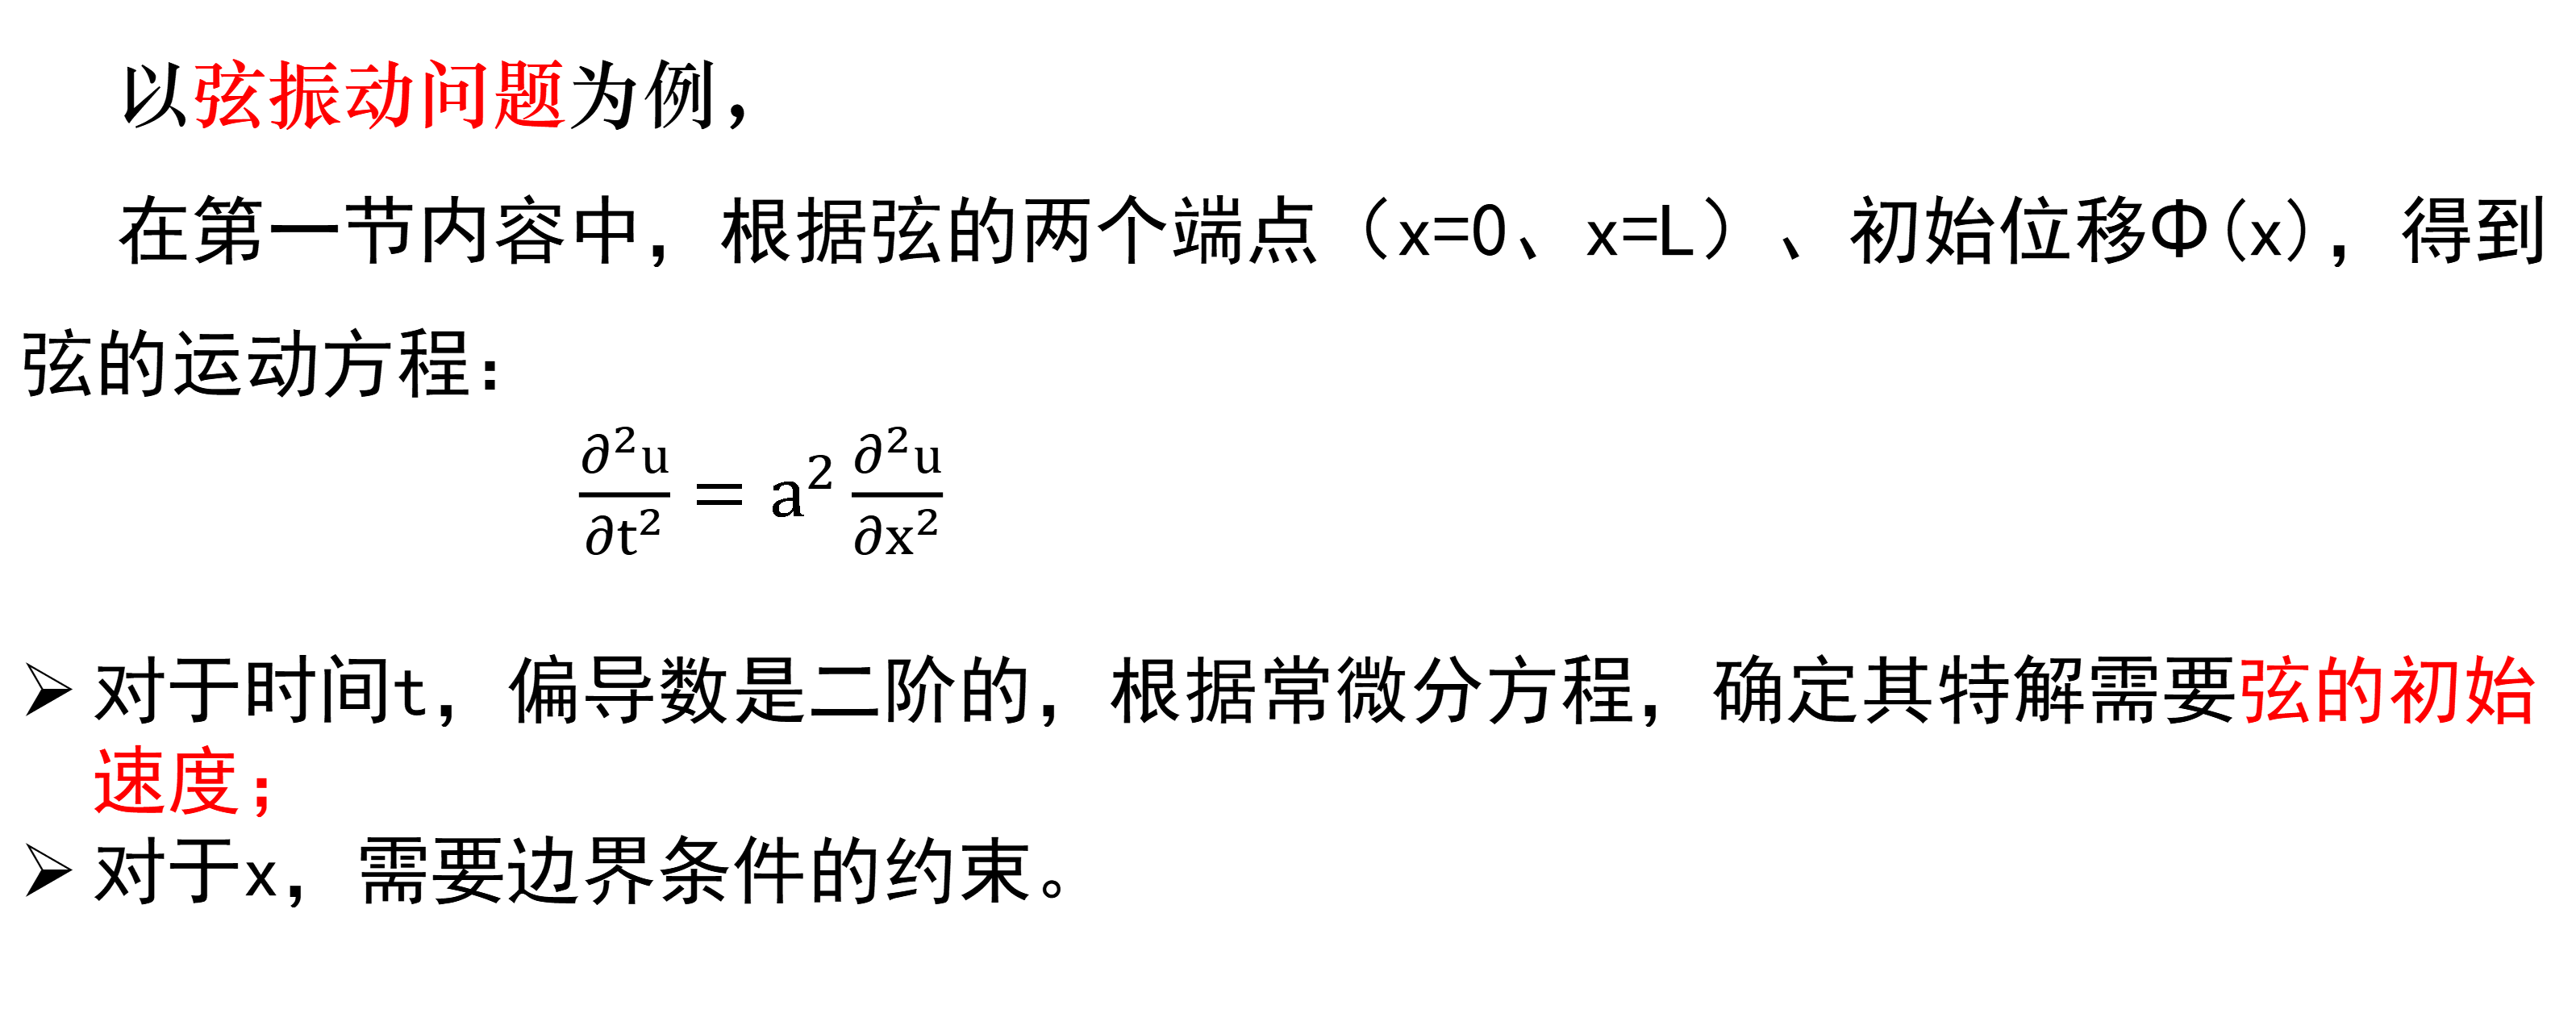 以弦振动问题为例，
在第一节内容中，根据弦的两个端点（x=0、x=L）、初始位移Φ(x)，得到
弦的运动方程：
∂²u/∂t² = a² ∂²u/∂x²
➢ 对于时间t，偏导数是二阶的，根据常微分方程，确定其特解需要弦的初始
速度；
➢ 对于x，需要边界条件的约束。